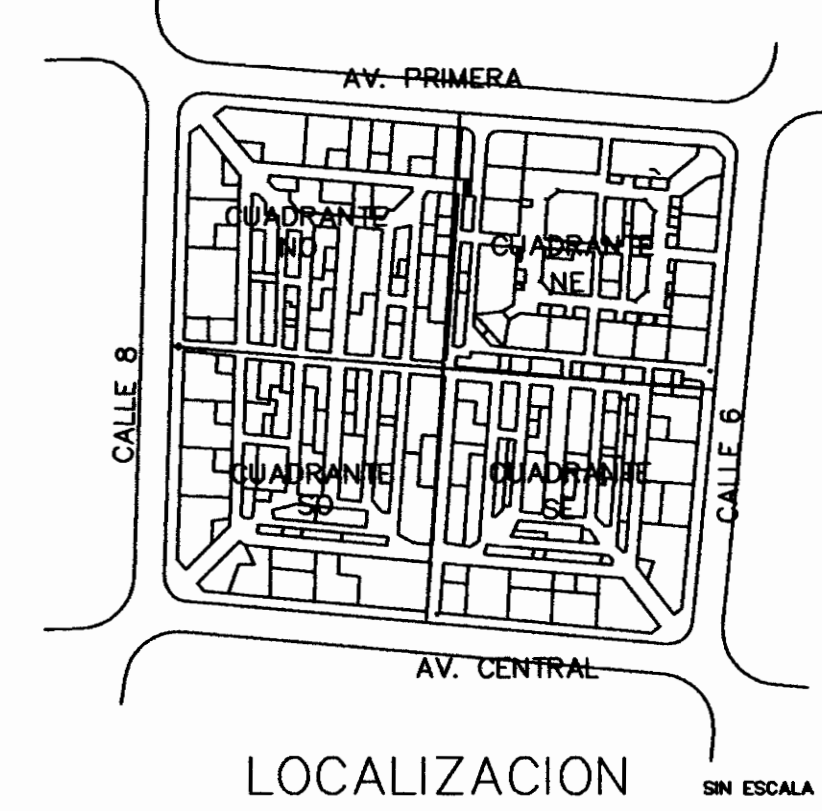 AV. PRIMERA
CUADRANTE
NO
CUADRANTE
NE
CALLE 8
CALLE 6
CUADRANTE
SO
CUADRANTE
SE
AV. CENTRAL
LOCALIZACION
SIN ESCALA